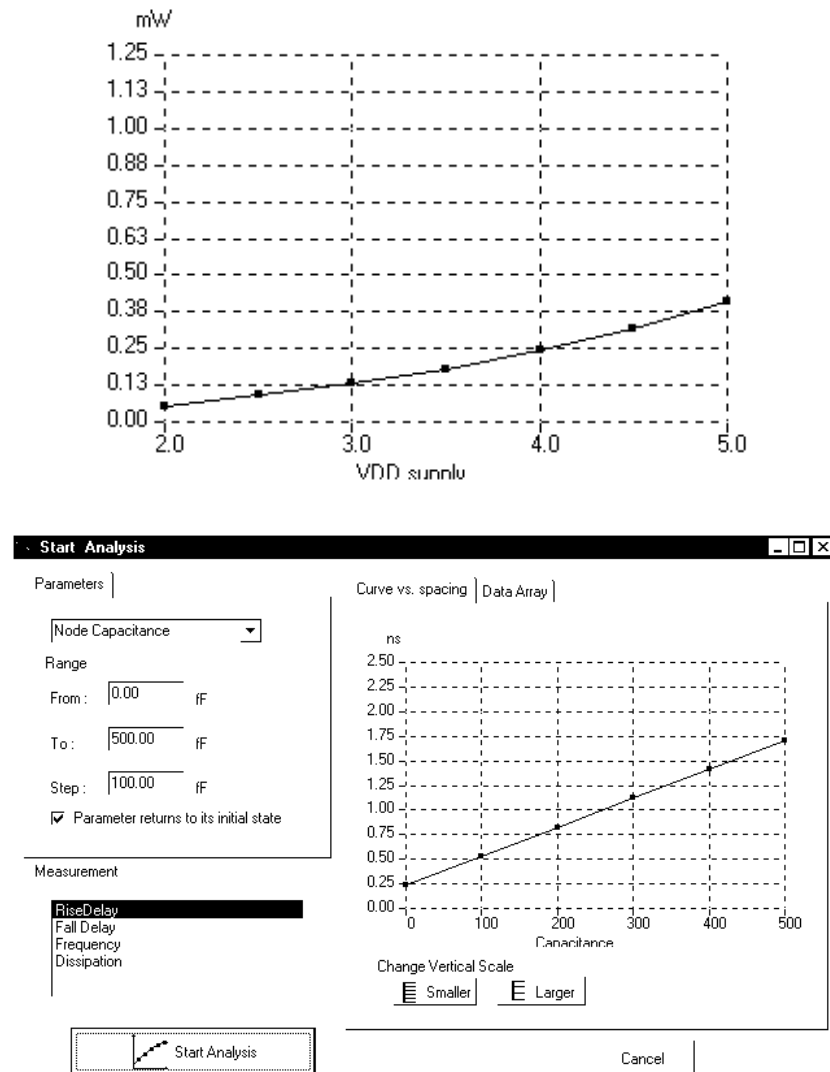 mW
1.25
1.13
1.00
0.88
0.75
0.63
0.50
0.38
0.25
0.13
0.00
2.0 3.0 4.0 5.0
VDD supply
Start Analysis
Parameters
Node Capacitance
Range
From : 0.00 fF
To : 500.00 fF
Step : 100.00 fF
Parameter returns to its initial state
Measurement
RiseDelay
Fall Delay
Frequency
Dissipation
Start Analysis
Curve vs. spacing Data Array
ns
2.50
2.25
2.00
1.75
1.50
1.25
1.00
0.75
0.50
0.25
0.00
0 100 200 300 400 500
Capacitance
Change Vertical Scale
Smaller Larger
Cancel